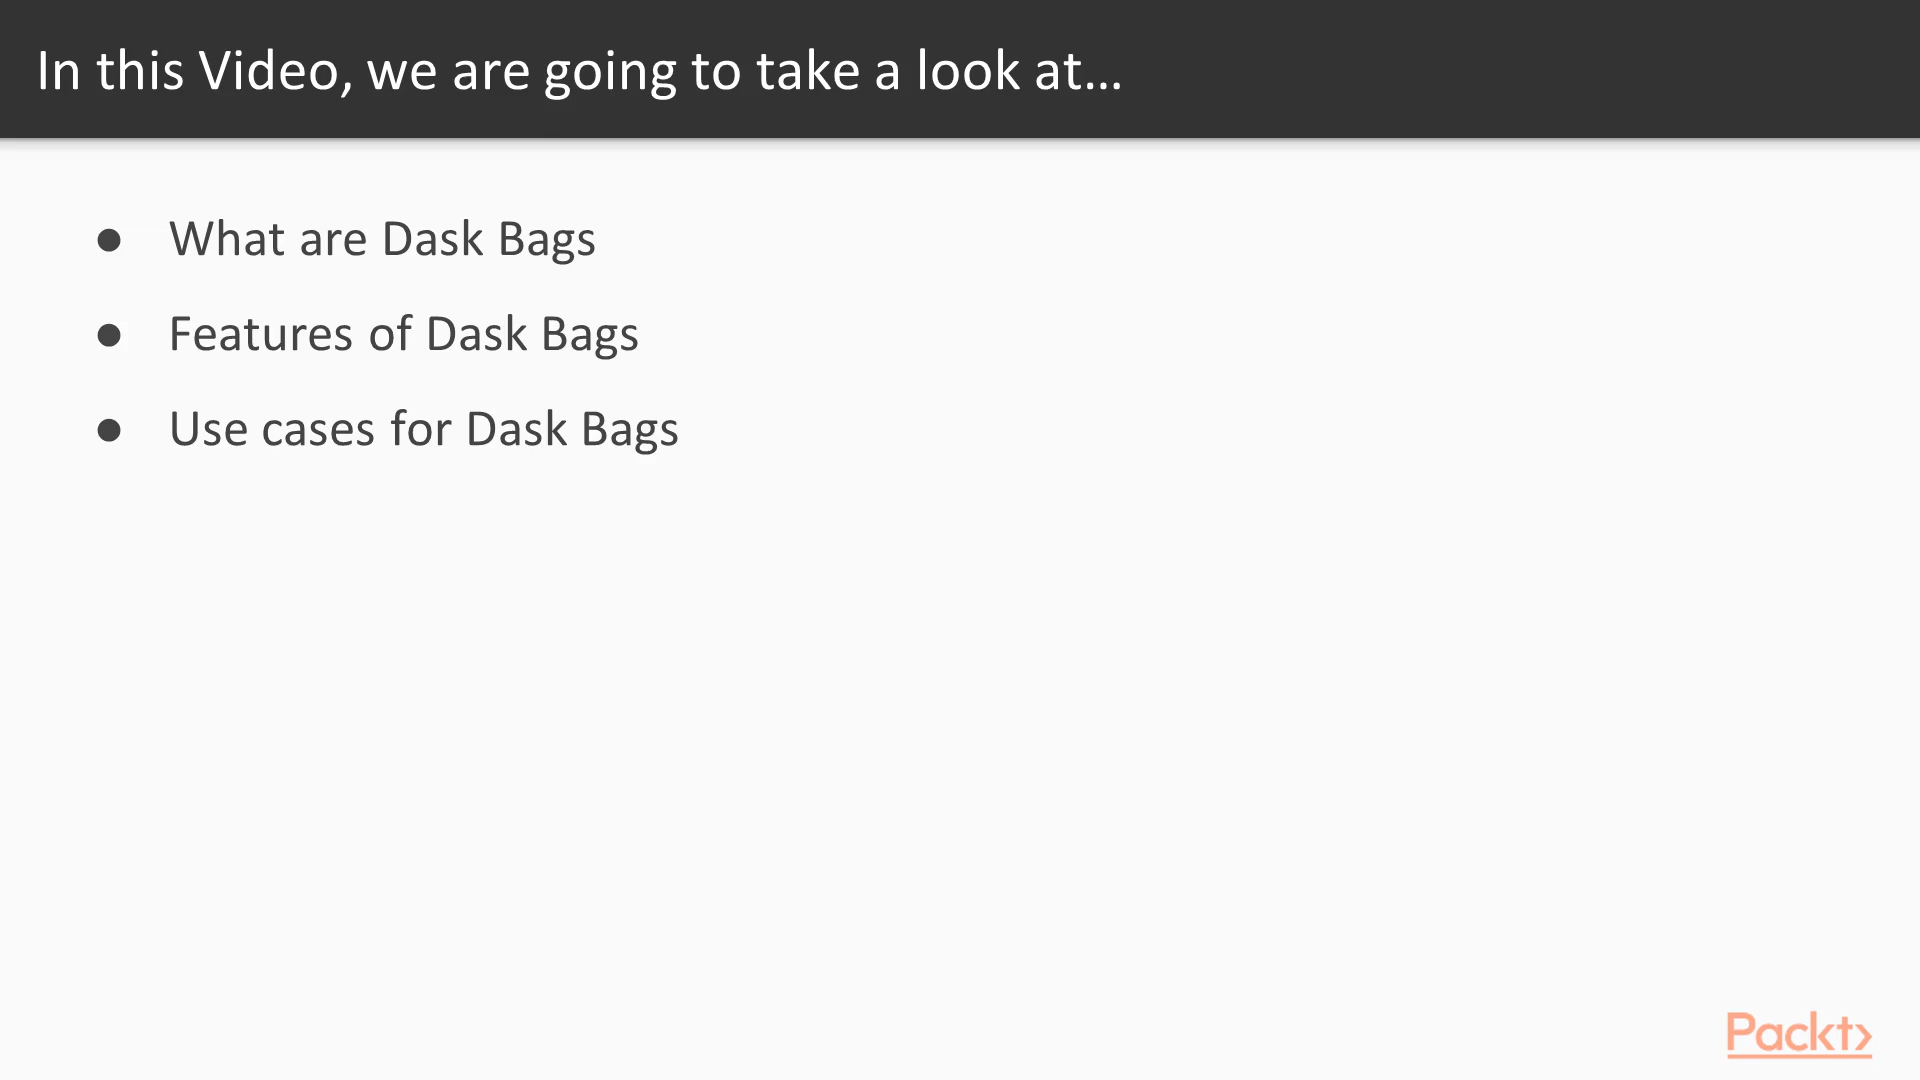 In this Video, we are going to take a look at...
● What are Dask Bags
● Features of Dask Bags
● Use cases for Dask Bags
Packt>